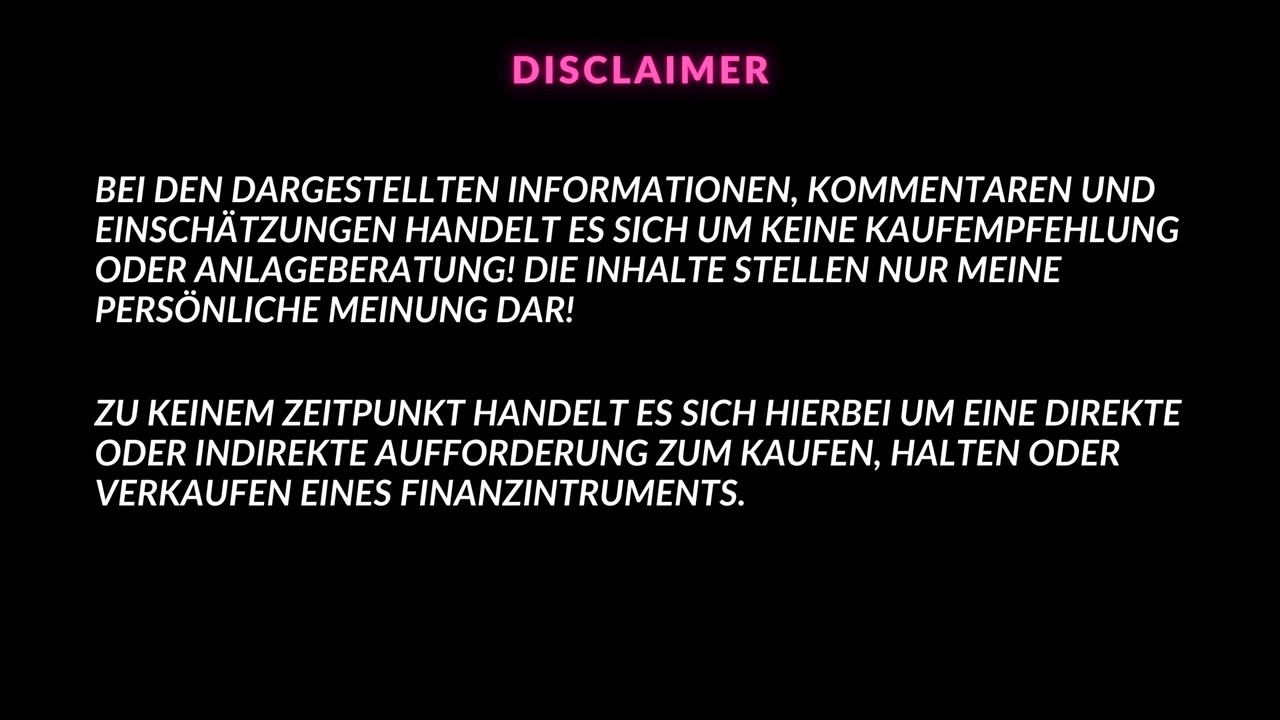 DISCLAIMER
BEI DEN DARGESTELLTEN INFORMATIONEN, KOMMENTAREN UND
EINSCHÄTZUNGEN HANDELT ES SICH UM KEINE KAUFEMPFEHLUNG
ODER ANLAGEBERATUNG! DIE INHALTE STELLEN NUR MEINE
PERSÖNLICHE MEINUNG DAR!
ZU KEINEM ZEITPUNKT HANDELT ES SICH HIERBEI UM EINE DIREKTE
ODER INDIREKTE AUFFORDERUNG ZUM KAUFEN, HALTEN ODER
VERKAUFEN EINES FINANZINTRUMENTS.